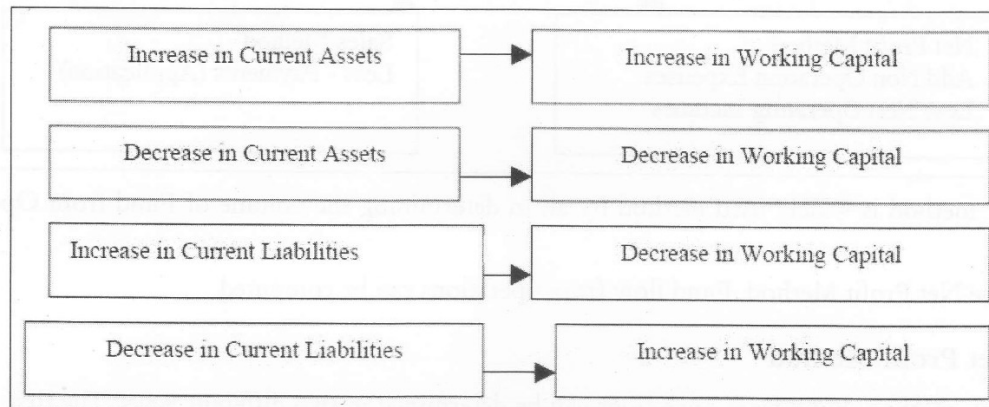 Increase in Current Assets
Increase in Working Capital
Decrease in Current Assets
Decrease in Working Capital
Increase in Current Liabilities
Decrease in Working Capital
Decrease in Current Liabilities
Increase in Working Capital